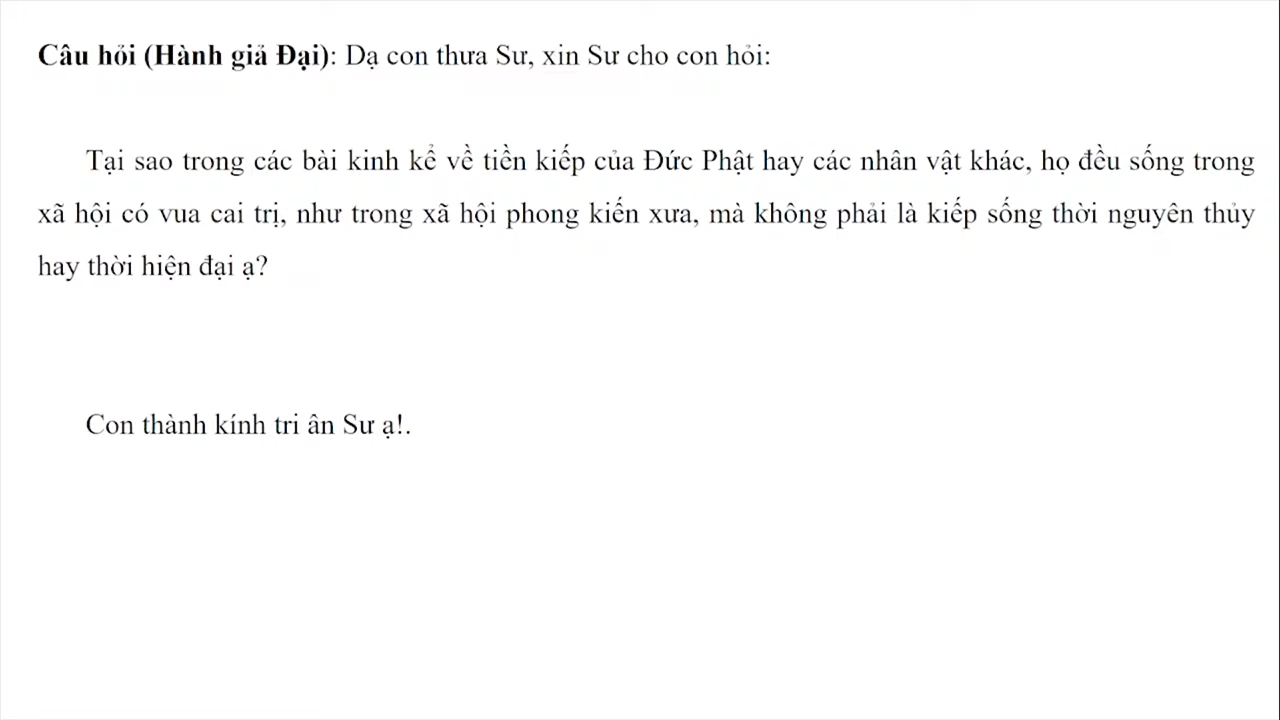 Câu hỏi (Hành giả Đại): Dạ con thưa Sư, xin Sư cho con hỏi:
Tại sao trong các bài kinh kể về tiền kiếp của Đức Phật hay các nhân vật khác, họ đều sống trong
xã hội có vua cai trị, như trong xã hội phong kiến xưa, mà không phải là kiếp sống thời nguyên thủy
hay thời hiện đại ạ?
Con thành kính tri ân Sư ạ!.